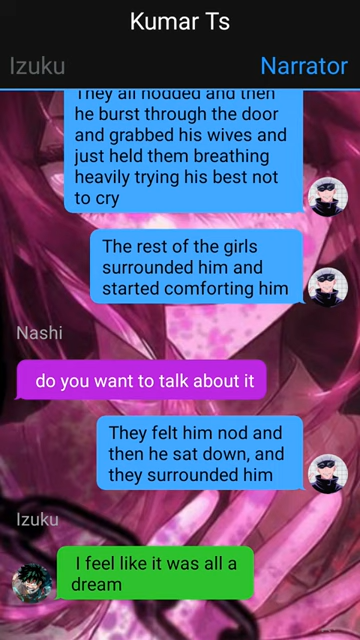 Kumar Ts
Izuku
Narrator
They all nodded and then
he burst through the door
and grabbed his wives and
just held them breathing
heavily trying his best not
to cry
The rest of the girls
surrounded him and
started comforting him
Nashi
do you want to talk about it
They felt him nod and
then he sat down, and
they surrounded him
Izuku
I feel like it was all a
dream